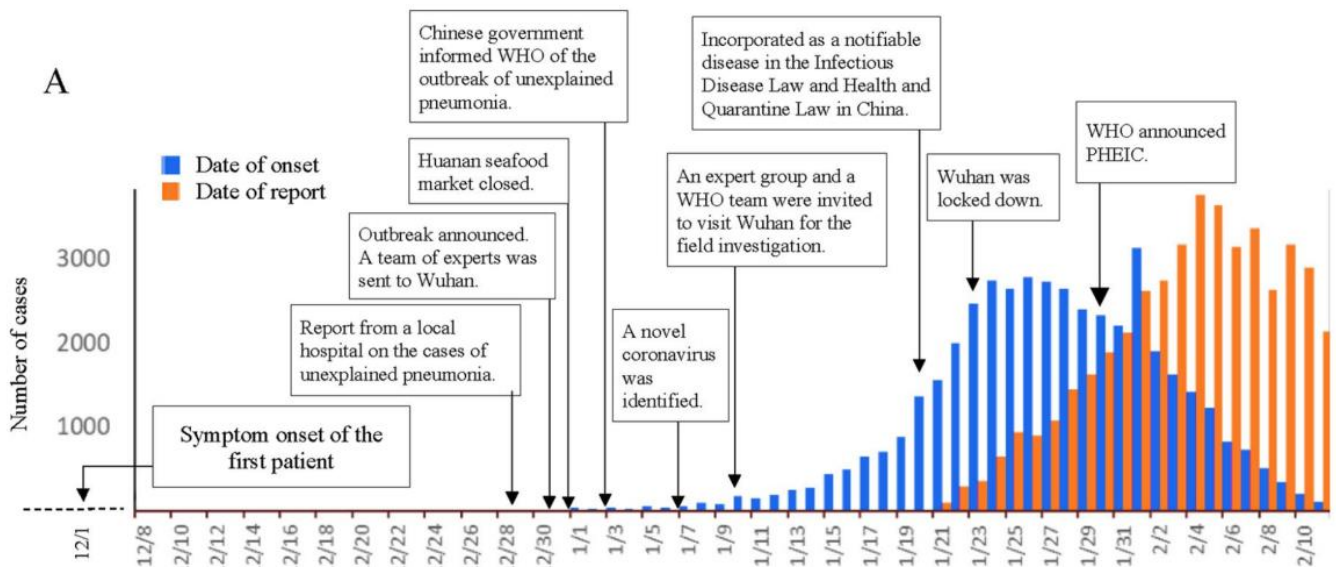 A
Chinese government
informed WHO of the
outbreak of unexplained
pneumonia.
Incorporated as a notifiable
disease in the Infectious
Disease Law and Health and
Quarantine Law in China.
WHO announced
PHEIC.
Date of onset
Date of report
Huanan seafood
market closed.
An expert group and a
WHO team were invited
to visit Wuhan for the
field investigation.
Wuhan was
locked down.
Outbreak announced.
A team of experts was
sent to Wuhan.
Report from a local
hospital on the cases of
unexplained pneumonia.
A novel
coronavirus
was
identified.
Symptom onset of the
first patient
Number of cases
3000
2000
1000
12/1
12/8
2/10
2/12
2/14
2/16
2/18
2/20
2/22
2/24
2/26
2/28
2/30
1/1
1/3
1/5
1/7
1/9
1/11
1/13
1/15
1/17
1/19
1/21
1/23
1/25
1/27
1/29
1/31
2/2
2/4
2/6
2/8
2/10